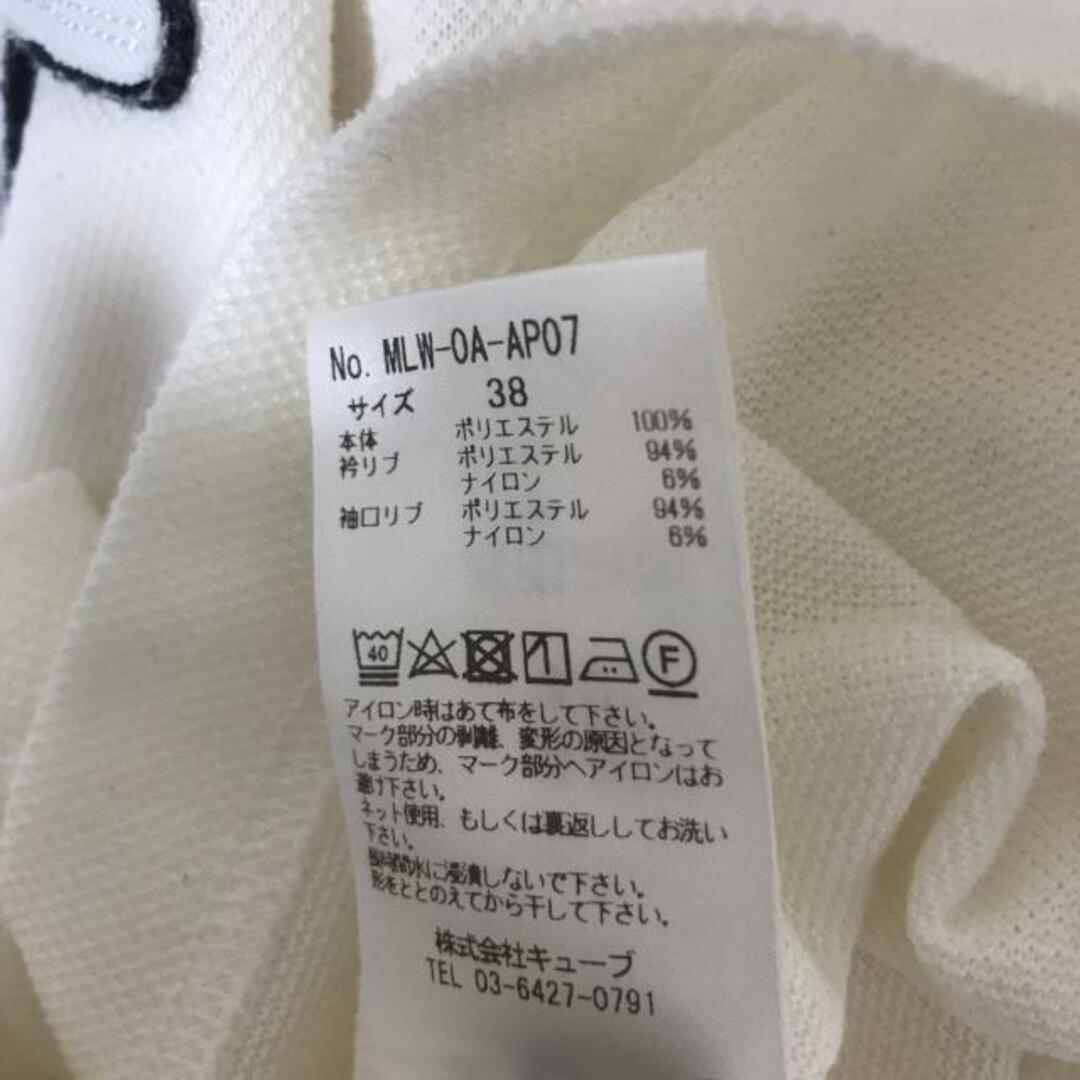 No. MLW-0A-AP07
サイズ 38
本体 ポリエステル 100%
衿リブ ポリエステル 94%
ナイロン 6%
袖口リブ ポリエステル 94%
ナイロン 6%
40
F
アイロン時はあて布をして下さい。
マーク部分の剥離、変形の原因となって
しまうため、マーク部分へアイロンはお
避け下さい。
ネット使用、もしくは裏返ししてお洗い
下さい。
長時間水に浸漬しないで下さい。
形をととのえてから干して下さい。
株式会社キューブ
TEL 03-6427-0791